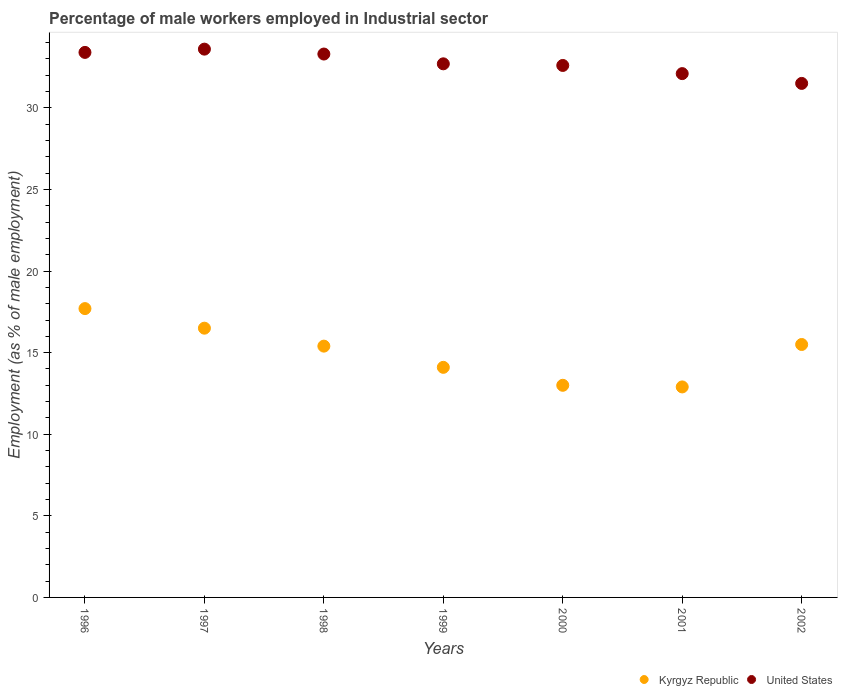 Percentage of male workers employed in Industrial sector
Employment (as % of male employment)
30
25
20
15
10
5
0
1996
1997
1998
1999
2000
2001
2002
Years
Kyrgyz Republic
United States